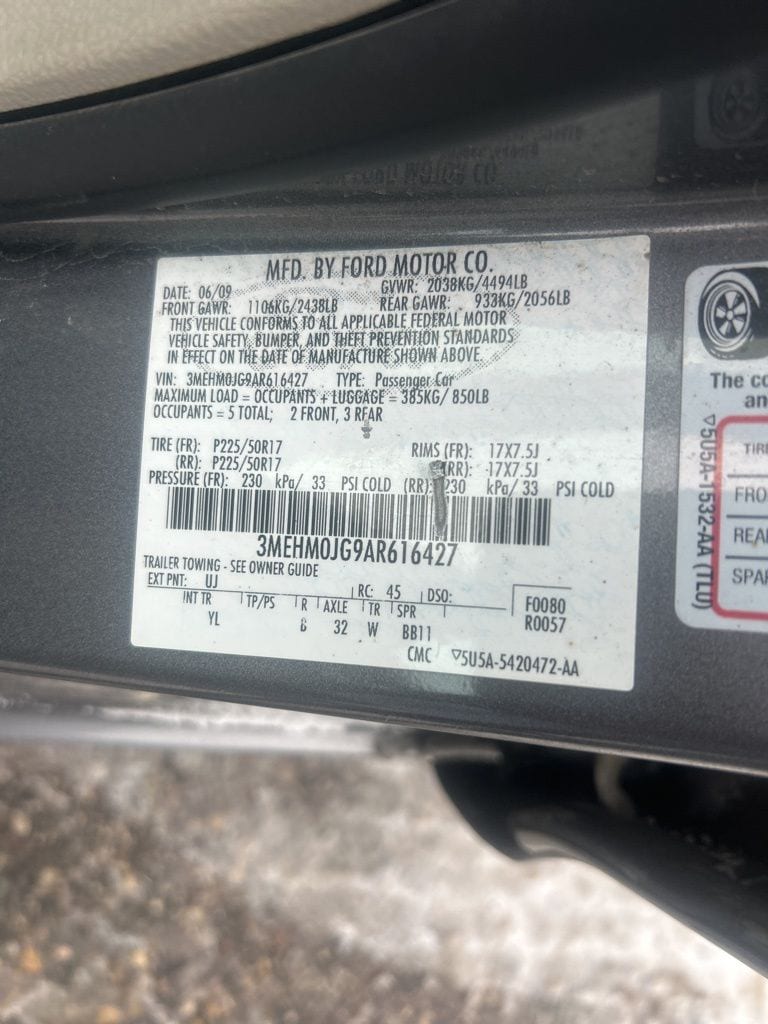 MFD. BY FORD MOTOR CO.
DATE: 06/09 GVWR: 2038KG/4494LB
FRONT GAWR: 1106KG/2438LB REAR GAWR: 933KG/2056LB
THIS VEHICLE CONFORMS TO ALL APPLICABLE FEDERAL MOTOR
VEHICLE SAFETY, BUMPER, AND THEFT PREVENTION STANDARDS
IN EFFECT ON THE DATE OF MANUFACTURE SHOWN ABOVE.
VIN: 3MEHM0JG9AR616427 TYPE: Passenger Car
MAXIMUM LOAD = OCCUPANTS + LUGGAGE = 385KG/ 850LB
OCCUPANTS = 5 TOTAL; 2 FRONT, 3 REAR
TIRE (FR): P225/50R17 RIMS (FR): 17X7.5J
(RR): P225/50R17 (RR): 17X7.5J
PRESSURE (FR): 230 kPa/ 33 PSI COLD (RR): 230 kPa/ 33 PSI COLD
3MEHM0JG9AR616427
TRAILER TOWING - SEE OWNER GUIDE
EXT PNT: UJ RC: 45 DSO:
INT TR TP/PS R AXLE TR SPR F0080
YL 32 W BB11 R0057
CMC ▽5U5A-5420472-AA
The co
an
▽5U5A-1532-AA (TL0)
TIRE
FRO
REA
SPAR